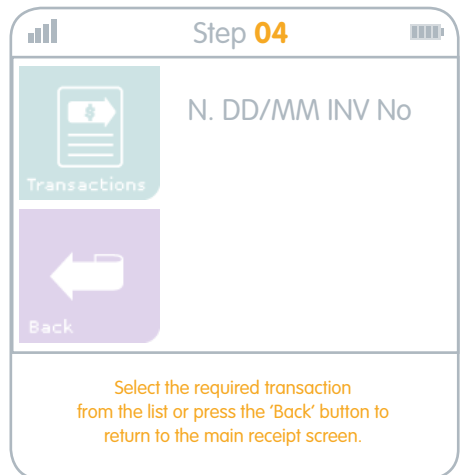 Step 04
N. DD/MM INV No
Transactions
Back
Select the required transaction
from the list or press the ‘Back’ button to
return to the main receipt screen.